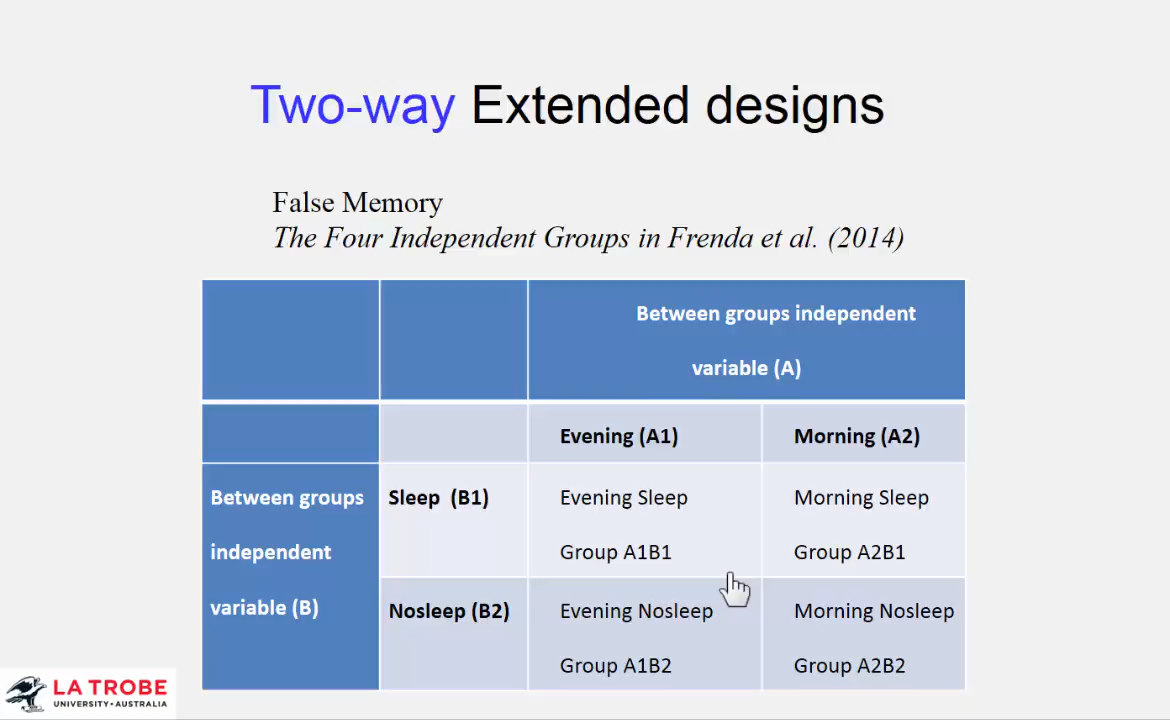 Two-way Extended designs
False Memory
The Four Independent Groups in Frenda et al. (2014)
Between groups independent
variable (A)
Evening (A1)
Morning (A2)
Between groups
independent
variable (B)
Sleep (B1)
Evening Sleep
Group A1B1
Morning Sleep
Group A2B1
Nosleep (B2)
Evening Nosleep
Group A1B2
Morning Nosleep
Group A2B2
LA TROBE
UNIVERSITY • AUSTRALIA